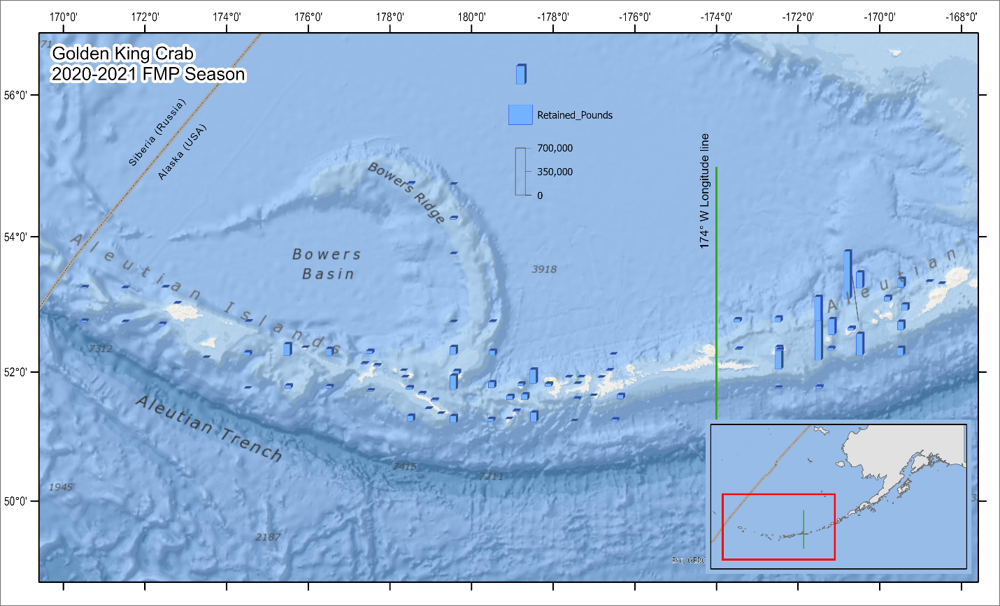 170°0' 172°0' 174°0' 176°0' 178°0' 180°0' -178°0' -176°0' -174°0' -172°0' -170°0' -168°0'
71
Golden King Crab
2020-2021 FMP Season
56°0'
Siberia (Russia)
Alaska (USA)
Retained_Pounds
700,000
350,000
0
174° W Longitude line
Bowers Ridge
54°0'
Aleutian Islands
Bowers
Basin
3918
Aleutian
7312
52°0'
Aleutian Trench
7415
7711
1945
50°0'
2187
Esri, GEBC